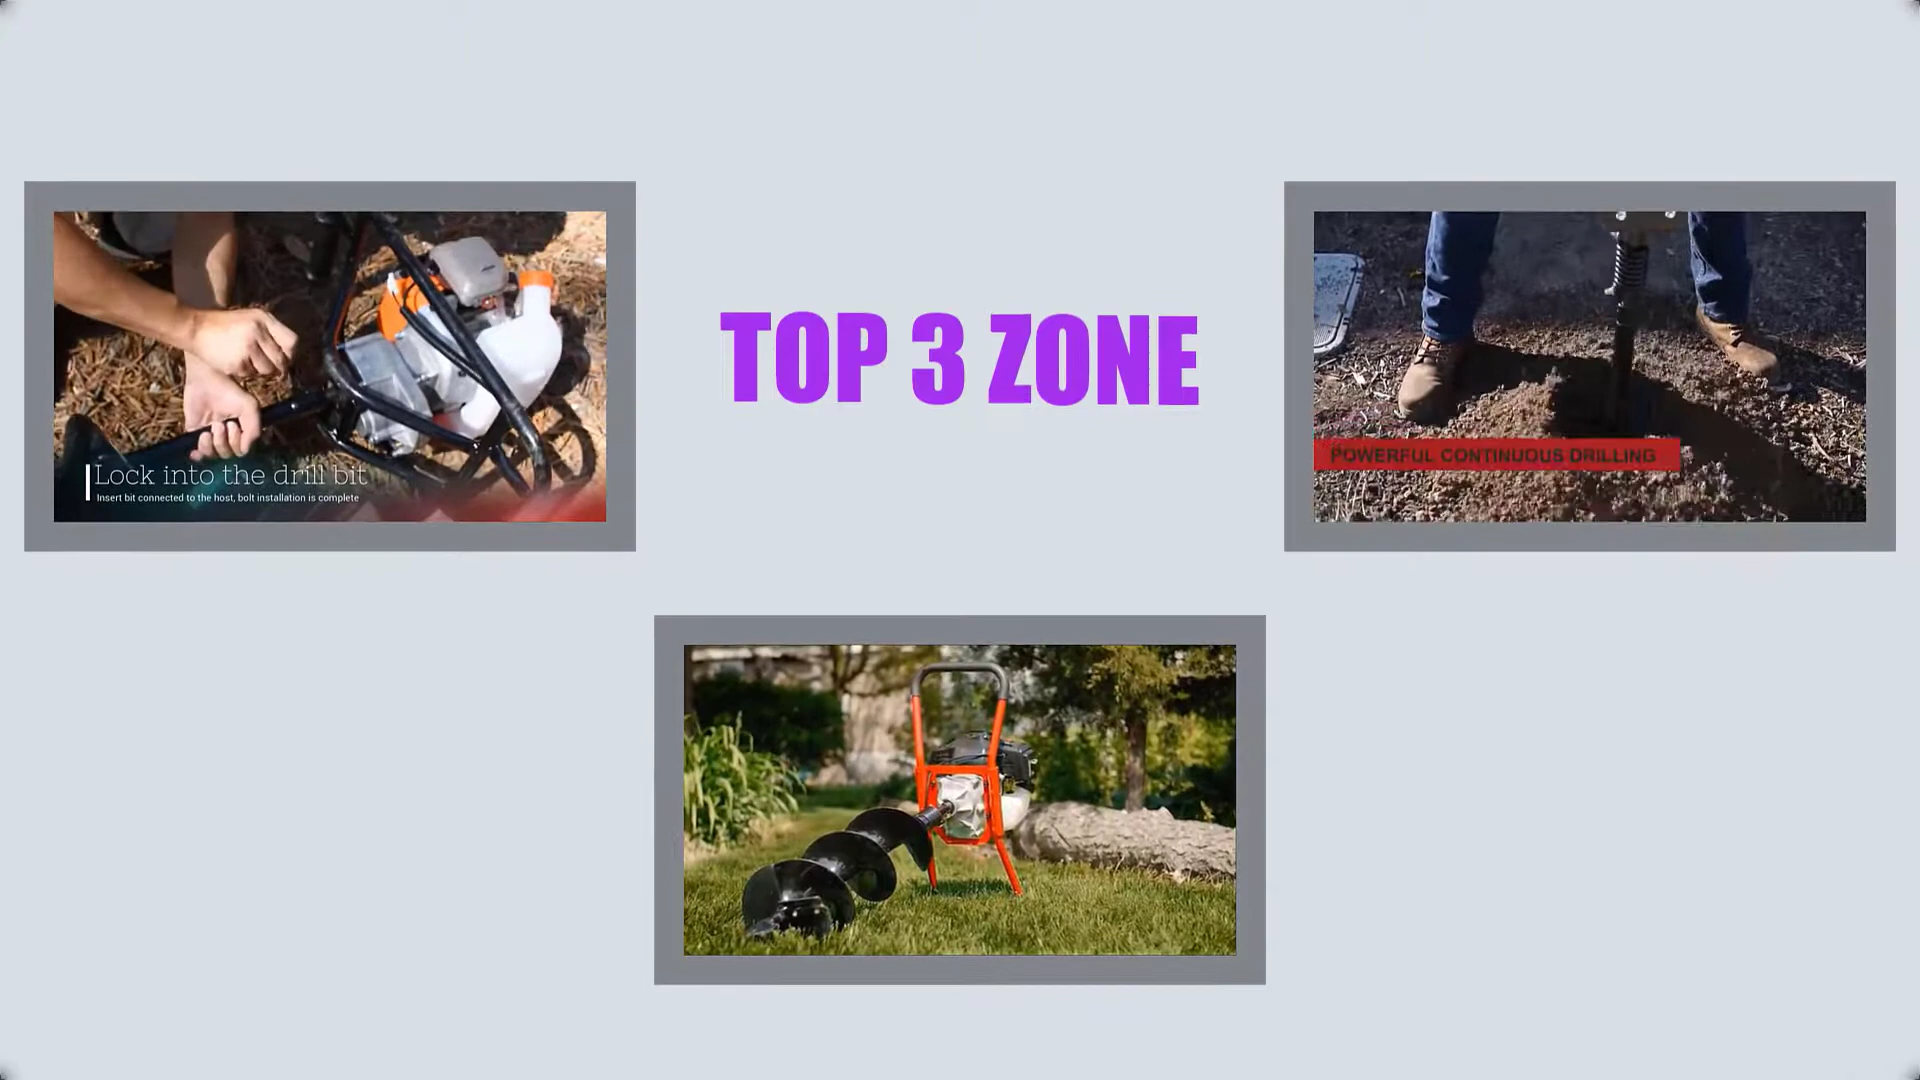 TOP 3 ZONE
Lock into the drill bit
Insert bit connected to the host, bolt installation is complete
POWERFUL CONTINUOUS DRILLING